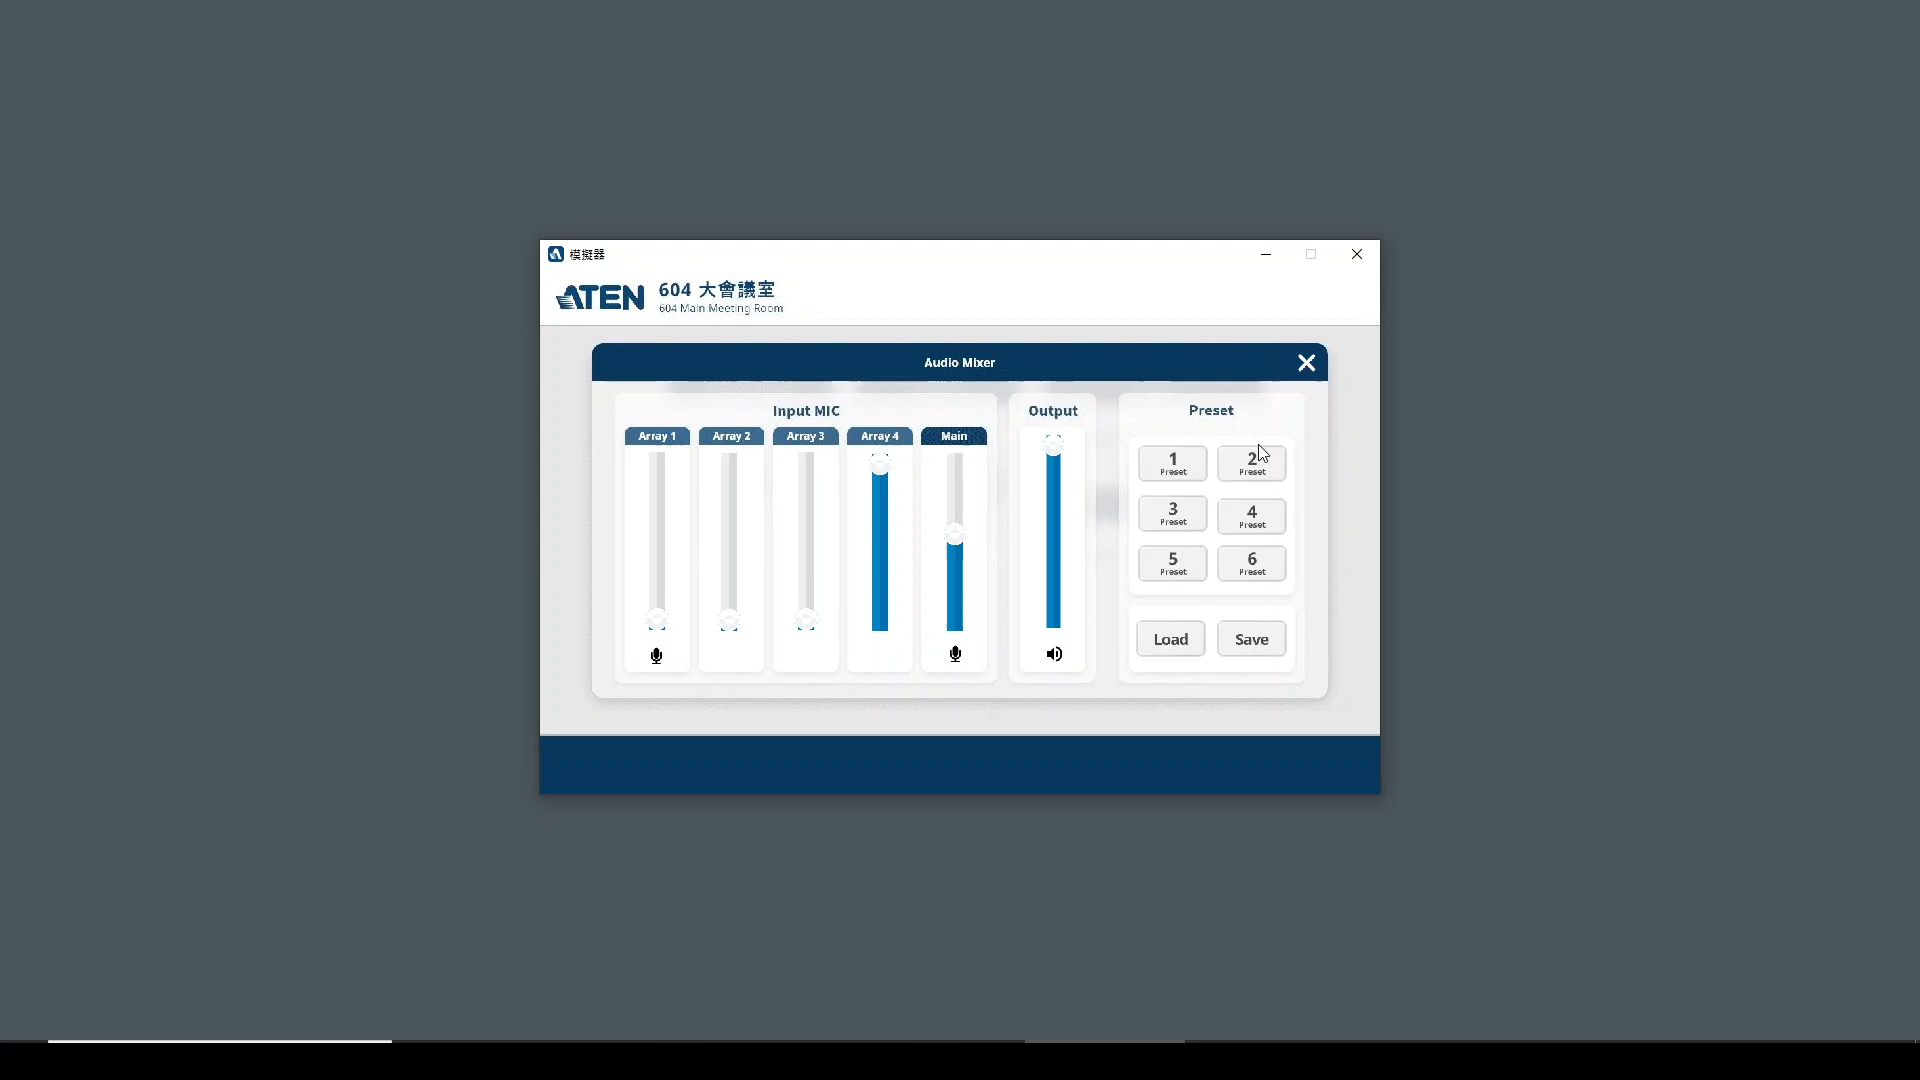 模擬器
ATEN
604 大會議室
604 Main Meeting Room
Audio Mixer
Input MIC
Array 1
Array 2
Array 3
Array 4
Main
Output
Preset
1
Preset
2
Preset
3
Preset
4
Preset
5
Preset
6
Preset
Load
Save